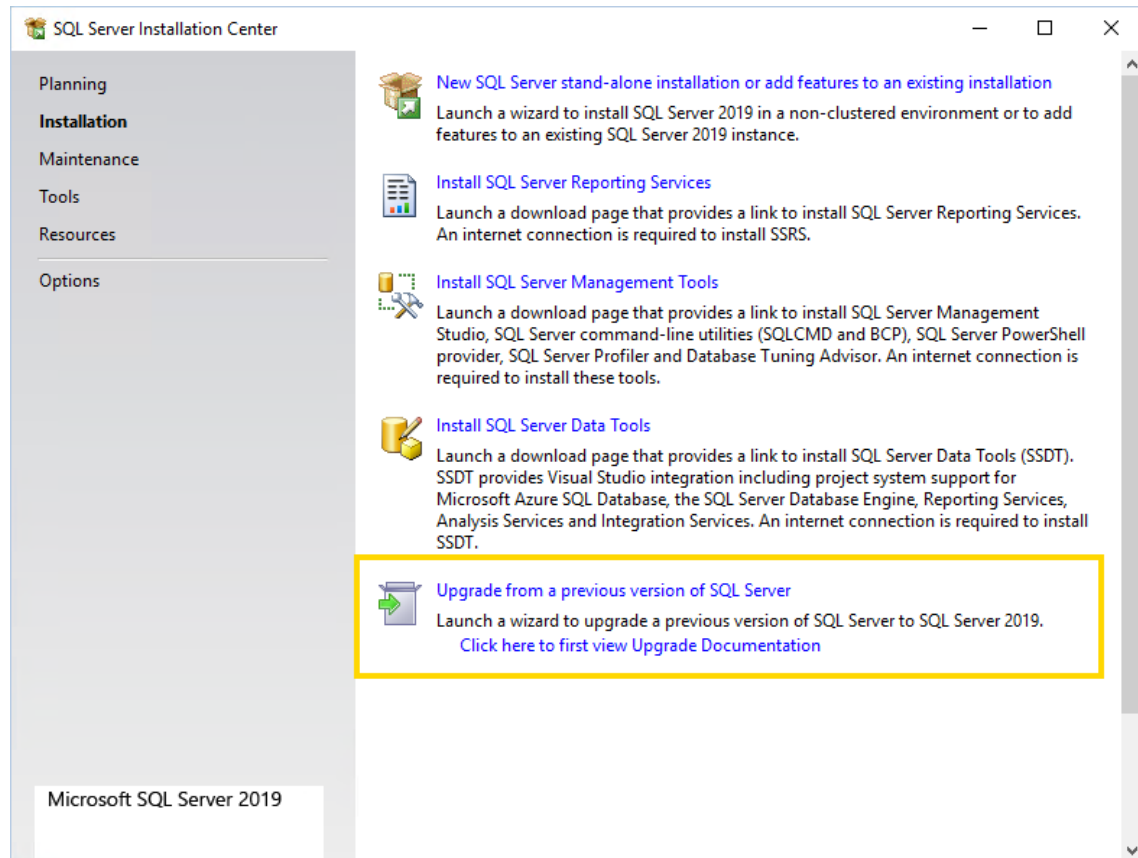 SQL Server Installation Center
Planning
Installation
Maintenance
Tools
Resources
Options
New SQL Server stand-alone installation or add features to an existing installation
Launch a wizard to install SQL Server 2019 in a non-clustered environment or to add
features to an existing SQL Server 2019 instance.
Install SQL Server Reporting Services
Launch a download page that provides a link to install SQL Server Reporting Services.
An internet connection is required to install SSRS.
Install SQL Server Management Tools
Launch a download page that provides a link to install SQL Server Management
Studio, SQL Server command-line utilities (SQLCMD and BCP), SQL Server PowerShell
provider, SQL Server Profiler and Database Tuning Advisor. An internet connection is
required to install these tools.
Install SQL Server Data Tools
Launch a download page that provides a link to install SQL Server Data Tools (SSDT).
SSDT provides Visual Studio integration including project system support for
Microsoft Azure SQL Database, the SQL Server Database Engine, Reporting Services,
Analysis Services and Integration Services. An internet connection is required to install
SSDT.
Upgrade from a previous version of SQL Server
Launch a wizard to upgrade a previous version of SQL Server to SQL Server 2019.
Click here to first view Upgrade Documentation
Microsoft SQL Server 2019